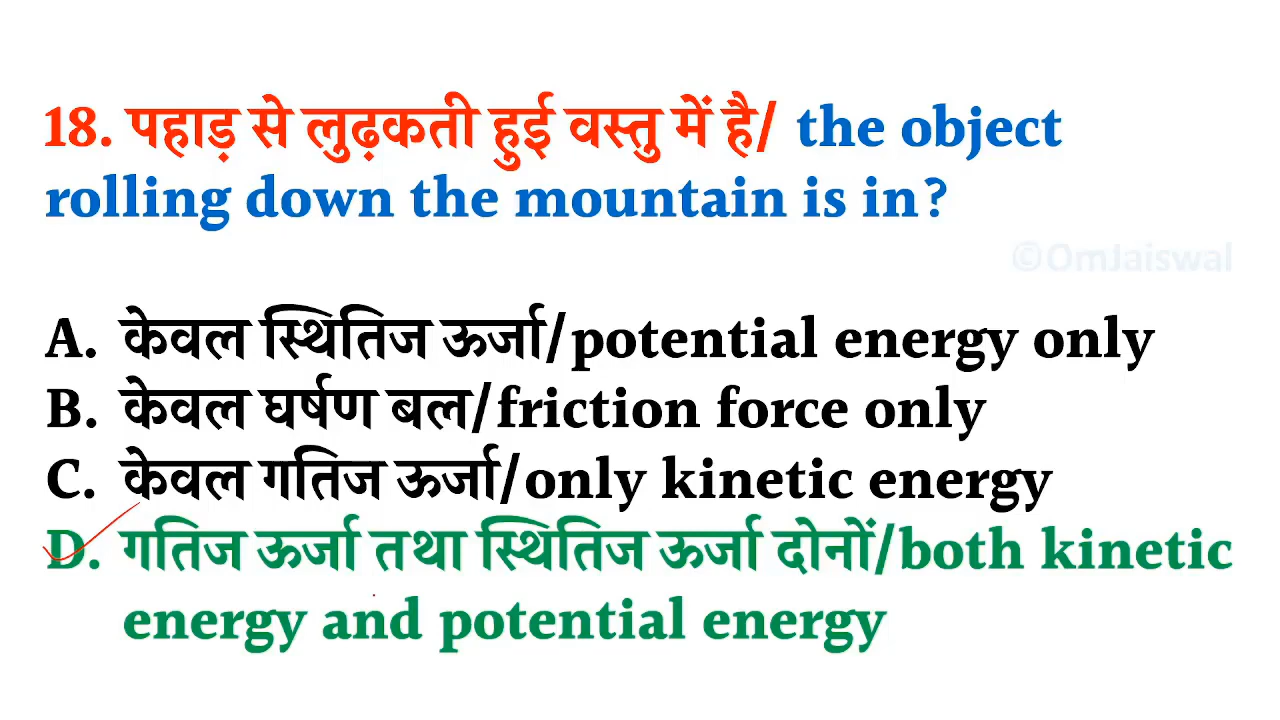 18. पहाड़ से लुढ़कती हुई वस्तु में है/ the object
rolling down the mountain is in?
©OmJaiswal
A. केवल स्थितिज ऊर्जा/potential energy only
B. केवल घर्षण बल/friction force only
C. केवल गतिज ऊर्जा/only kinetic energy
D. गतिज ऊर्जा तथा स्थितिज ऊर्जा दोनों/both kinetic
energy and potential energy